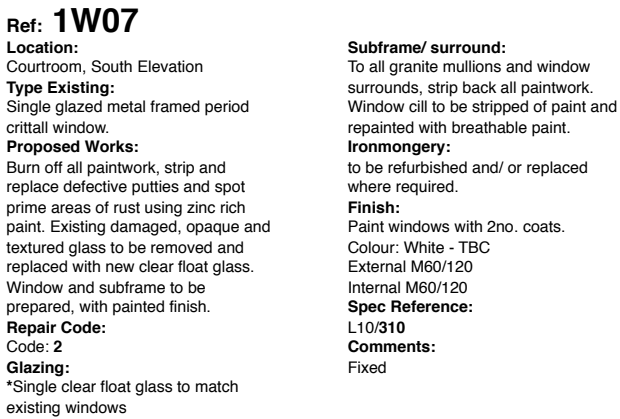 Ref: 1W07
Location:
Courtroom, South Elevation
Type Existing:
Single glazed metal framed period
crittall window.
Proposed Works:
Burn off all paintwork, strip and
replace defective putties and spot
prime areas of rust using zinc rich
paint. Existing damaged, opaque and
textured glass to be removed and
replaced with new clear float glass.
Window and subframe to be
prepared, with painted finish.
Repair Code:
Code: 2
Glazing:
*Single clear float glass to match
existing windows
Subframe/ surround:
To all granite mullions and window
surrounds, strip back all paintwork.
Window cill to be stripped of paint and
repainted with breathable paint.
Ironmongery:
to be refurbished and/ or replaced
where required.
Finish:
Paint windows with 2no. coats.
Colour: White - TBC
External M60/120
Internal M60/120
Spec Reference:
L10/310
Comments:
Fixed